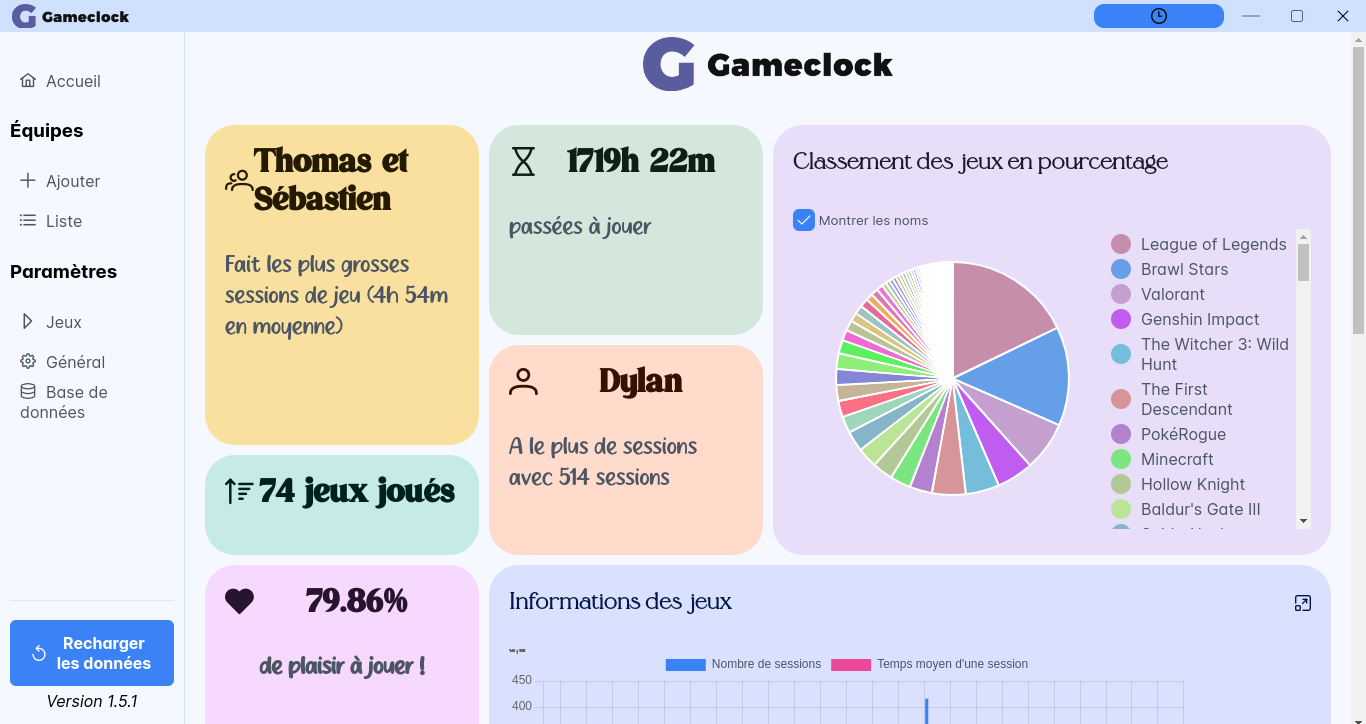 Gameclock
Accueil
Équipes
Ajouter
Liste
Paramètres
Jeux
Général
Base de
données
Recharger
les données
Version 1.5.1
Gameclock
Thomas et
Sébastien
Fait les plus grosses
sessions de jeu (4h 54m
en moyenne)
1719h 22m
passées à jouer
Dylan
A le plus de sessions
avec 514 sessions
74 jeux joués
Classement des jeux en pourcentage
Montrer les noms
League of Legends
Brawl Stars
Valorant
Genshin Impact
The Witcher 3: Wild
Hunt
The First
Descendant
PokéRogue
Minecraft
Hollow Knight
Baldur's Gate III
79.86%
de plaisir à jouer !
Informations des jeux
Nombre de sessions
Temps moyen d'une session
450
400